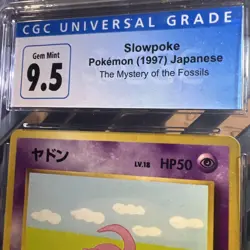 CGC UNIVERSAL GRADE
Gem Mint
9.5
Slowpoke
Pokémon (1997) Japanese
The Mystery of the Fossils
ヤドン
LV.18 HP50